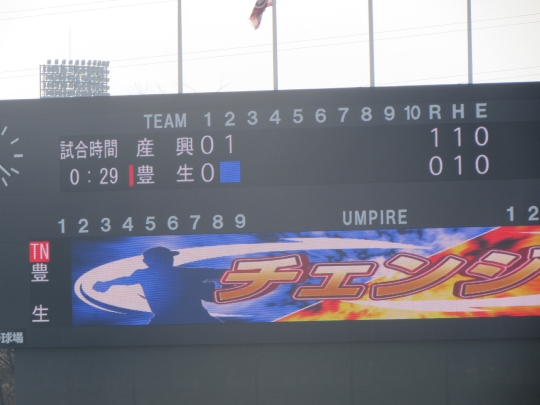 TEAM 1 2 3 4 5 6 7 8 9 10 R H E
試合時間 産 興 0 1 1 1 0
0:29 豊 生 0 0 1 0
1 2 3 4 5 6 7 8 9 UMPIRE 1 2
TN
豊
生
チェンジ
球場